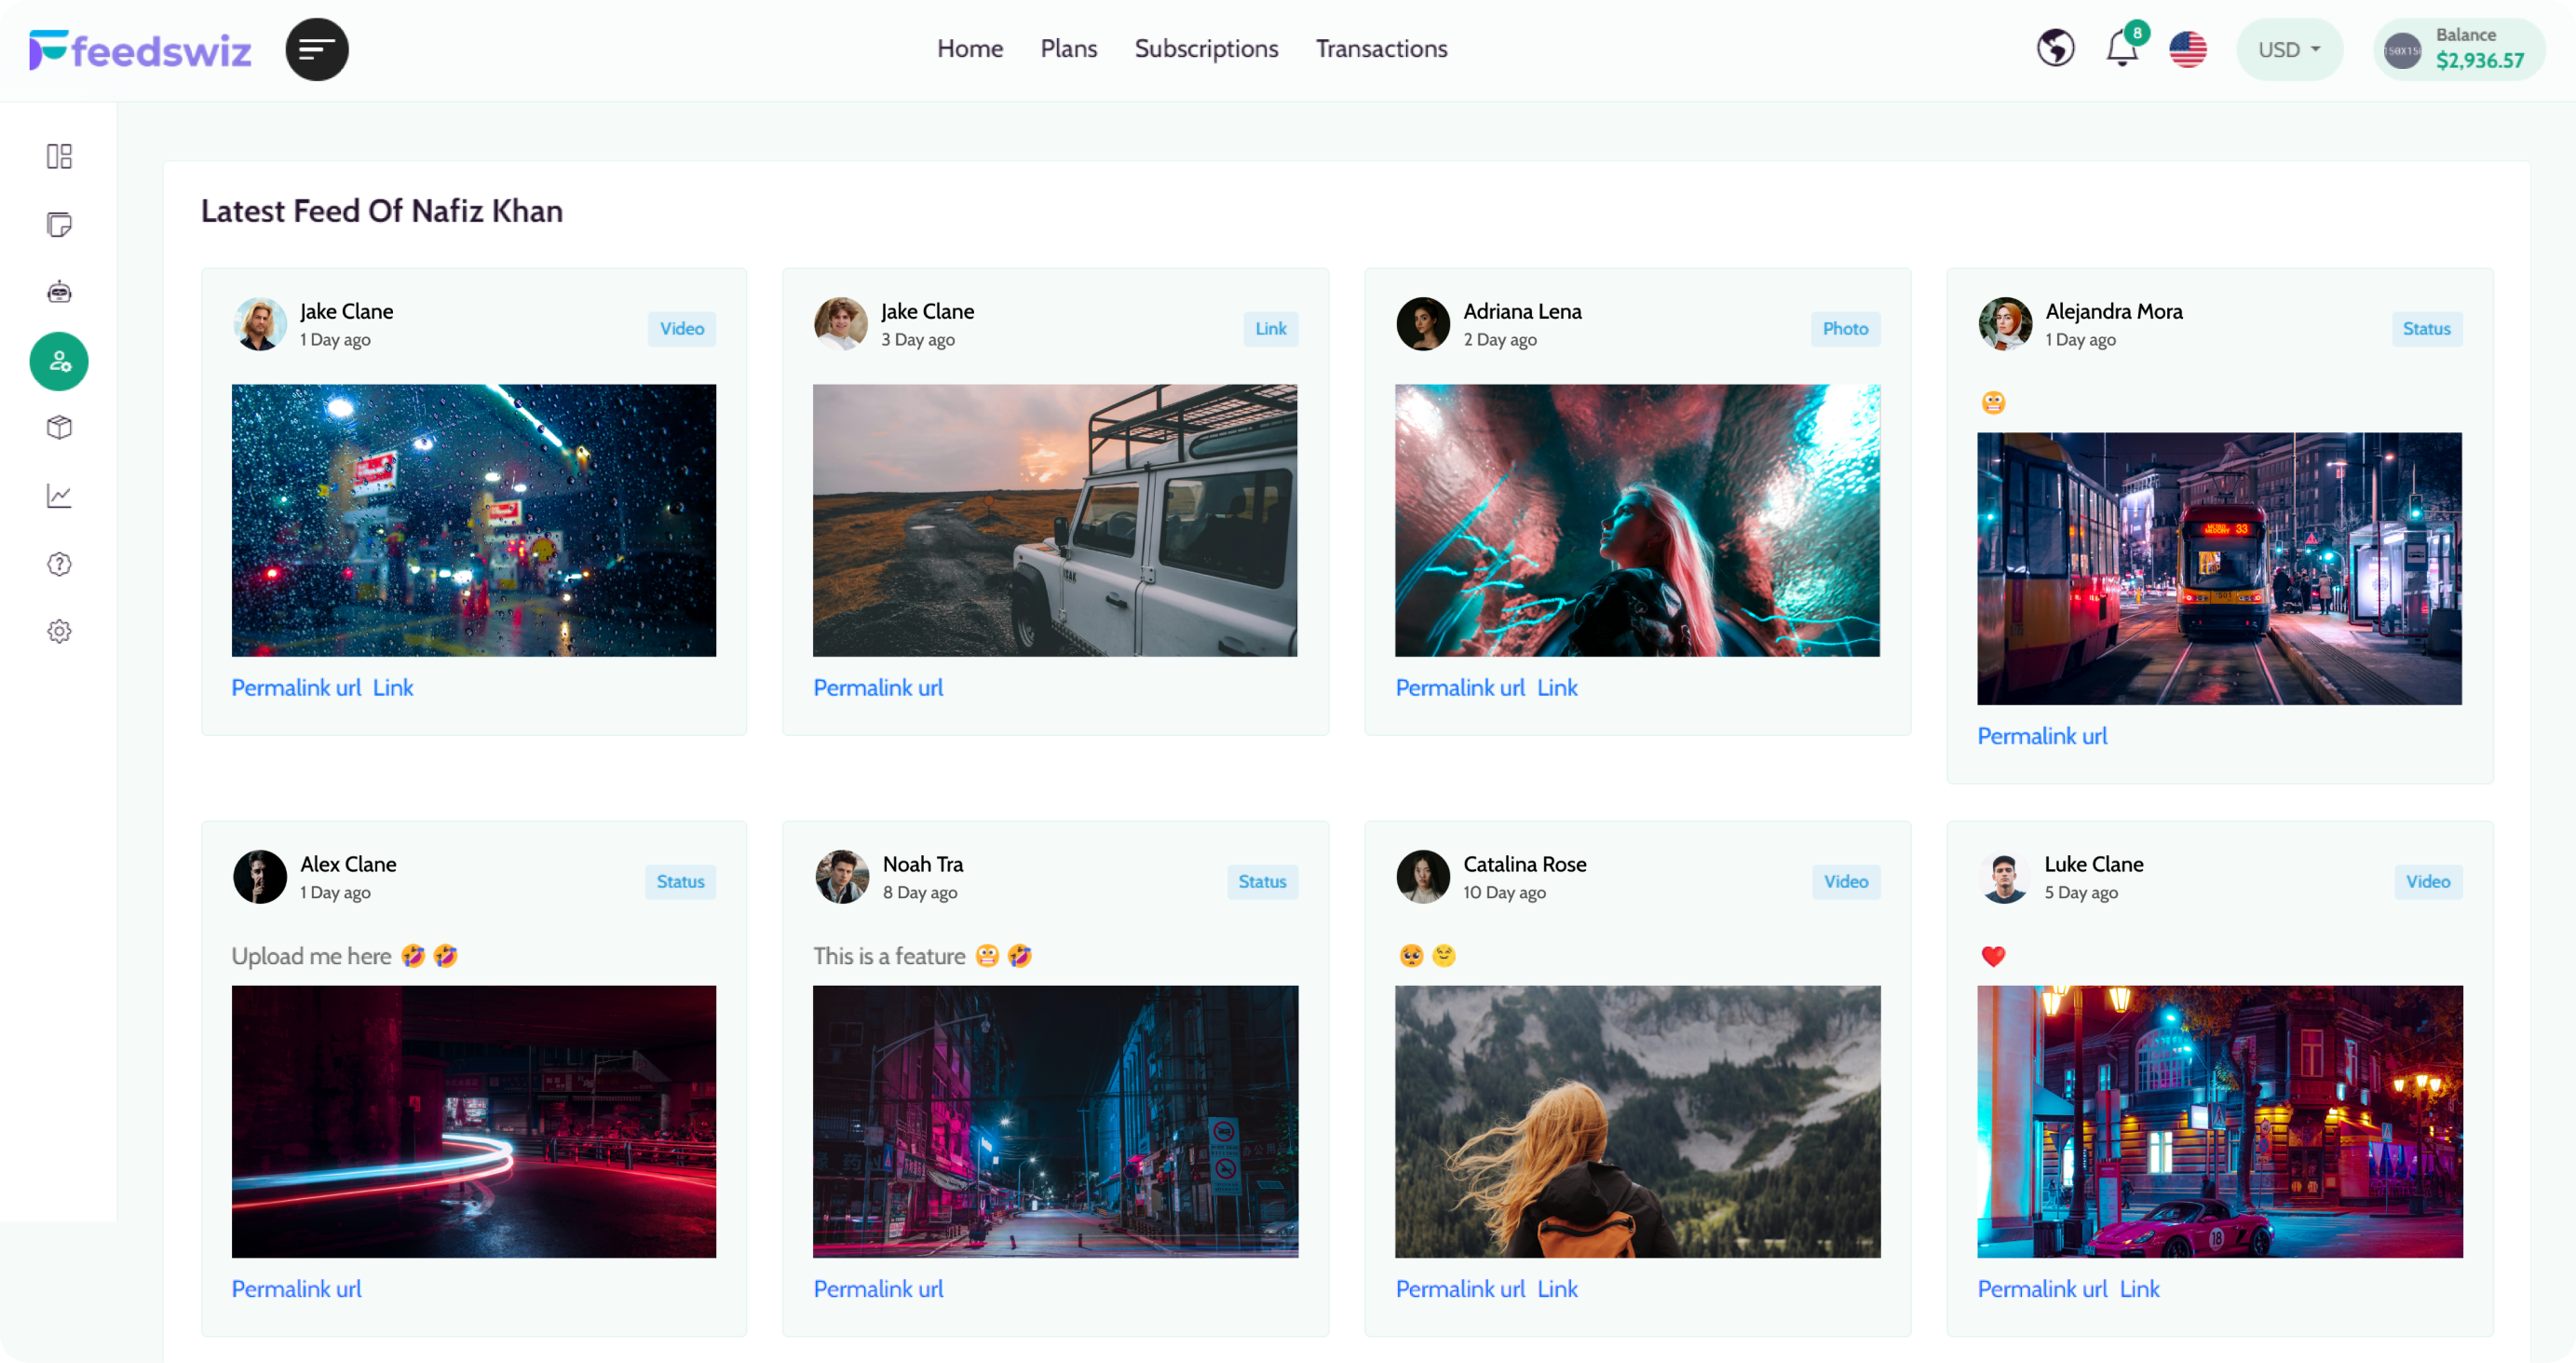 feedswiz
Home
Plans
Subscriptions
Transactions
8
USD
150X150
Balance
$2,936.57
Latest Feed Of Nafiz Khan
Jake Clane
1 Day ago
Video
Permalink url Link
Jake Clane
3 Day ago
Link
Permalink url
Adriana Lena
2 Day ago
Photo
Permalink url Link
Alejandra Mora
1 Day ago
Status
😬
33
Permalink url
Alex Clane
1 Day ago
Status
Upload me here 🤣 🤣
Permalink url
Noah Tra
8 Day ago
Status
This is a feature 😬 🤣
Permalink url
Catalina Rose
10 Day ago
Video
🥺 😌
Permalink url Link
Luke Clane
5 Day ago
Video
❤️
18
Permalink url Link